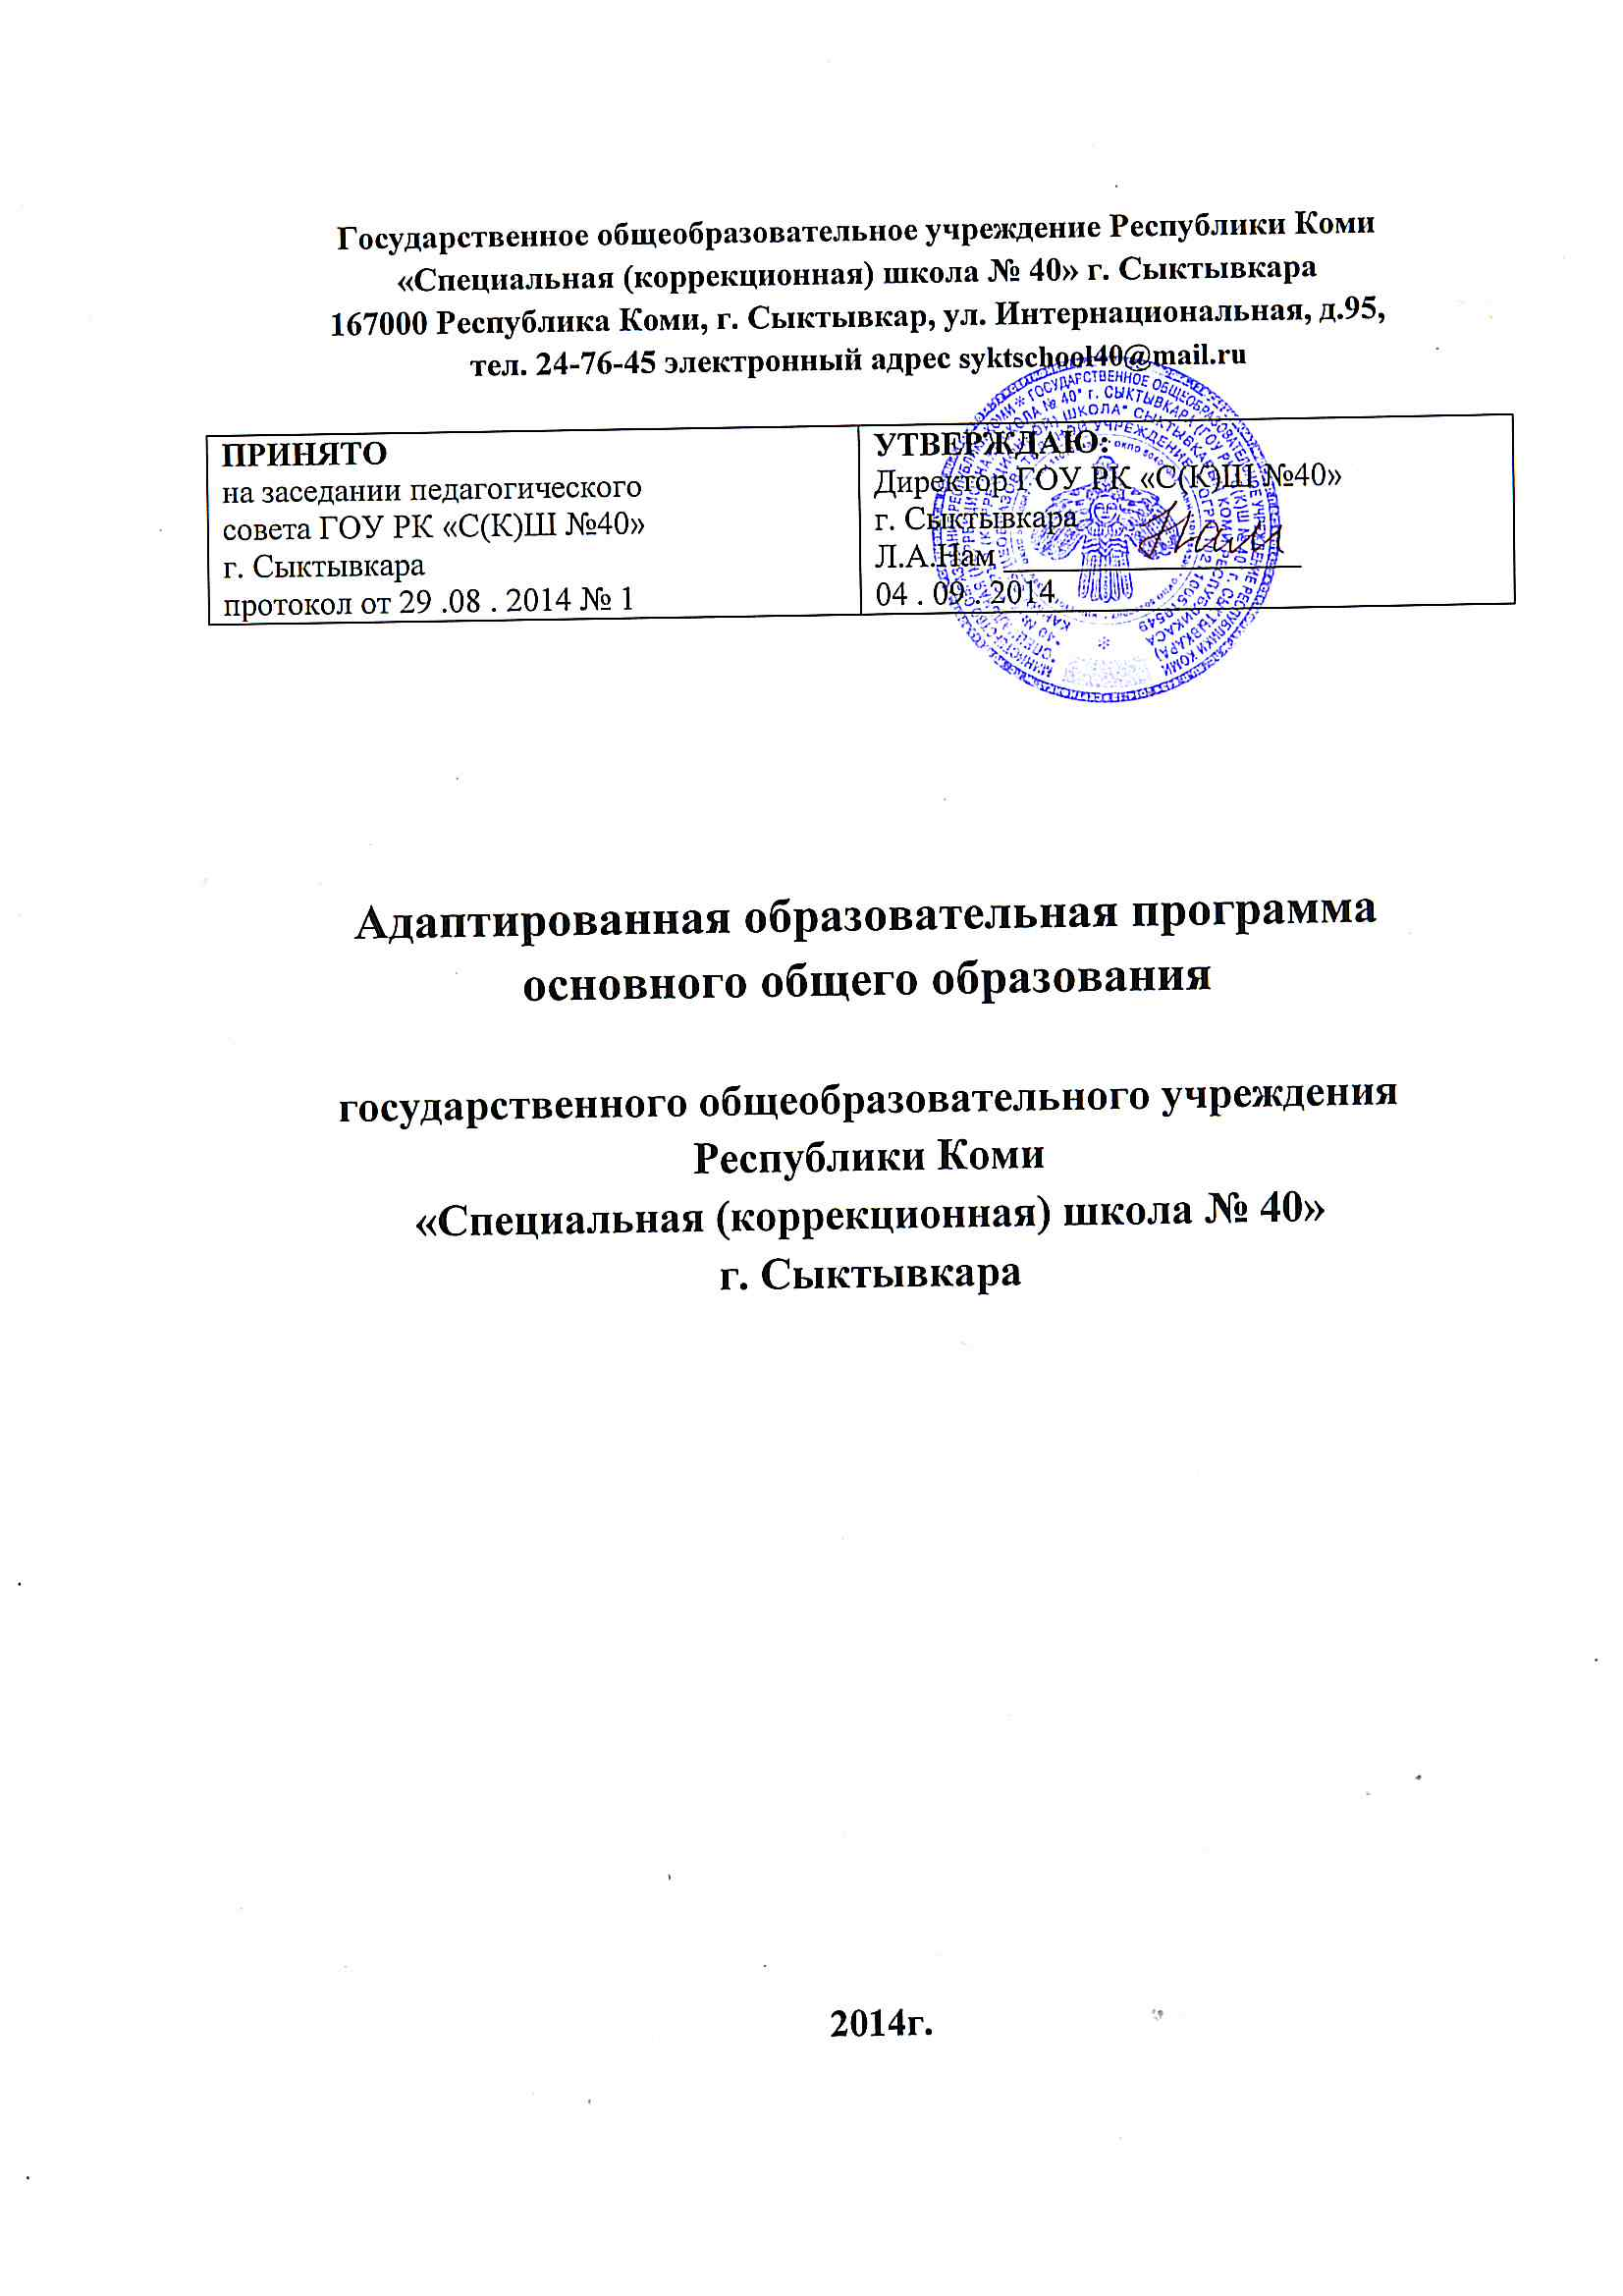 Государственное общеобразовательное учреждение Республики Коми
«Специальная (коррекционная) школа № 40» г. Сыктывкара
167000 Республика Коми, г. Сыктывкар, ул. Интернациональная, д.95,
тел. 24-76-45 электронный адрес syktschool40@mail.ru
ПРИНЯТО
на заседании педагогического
совета ГОУ РК «С(К)Ш №40»
г. Сыктывкара
протокол от 29 .08 . 2014 № 1
УТВЕРЖДАЮ:
Директор ГОУ РК «С(К)Ш №40»
г. Сыктывкара
Л.А.Нам
04 . 09 . 2014
Адаптированная образовательная программа
основного общего образования
государственного общеобразовательного учреждения
Республики Коми
«Специальная (коррекционная) школа № 40»
г. Сыктывкара
2014г.